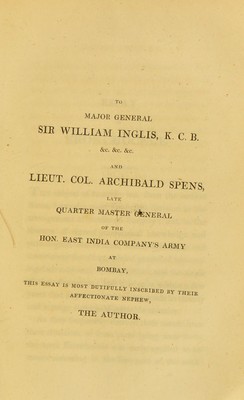 TO
MAJOR GENERAL
SIR WILLIAM INGLIS, K. C. B.
&c. &c. &c.
AND
LIEUT. COL. ARCHIBALD SPENS,
LATE
QUARTER MASTER GENERAL
OF THE
HON. EAST INDIA COMPANY'S ARMY
AT
BOMBAY,
THIS ESSAY IS MOST DUTIFULLY INSCRIBED BY THEIR
AFFECTIONATE NEPHEW,
THE AUTHOR.